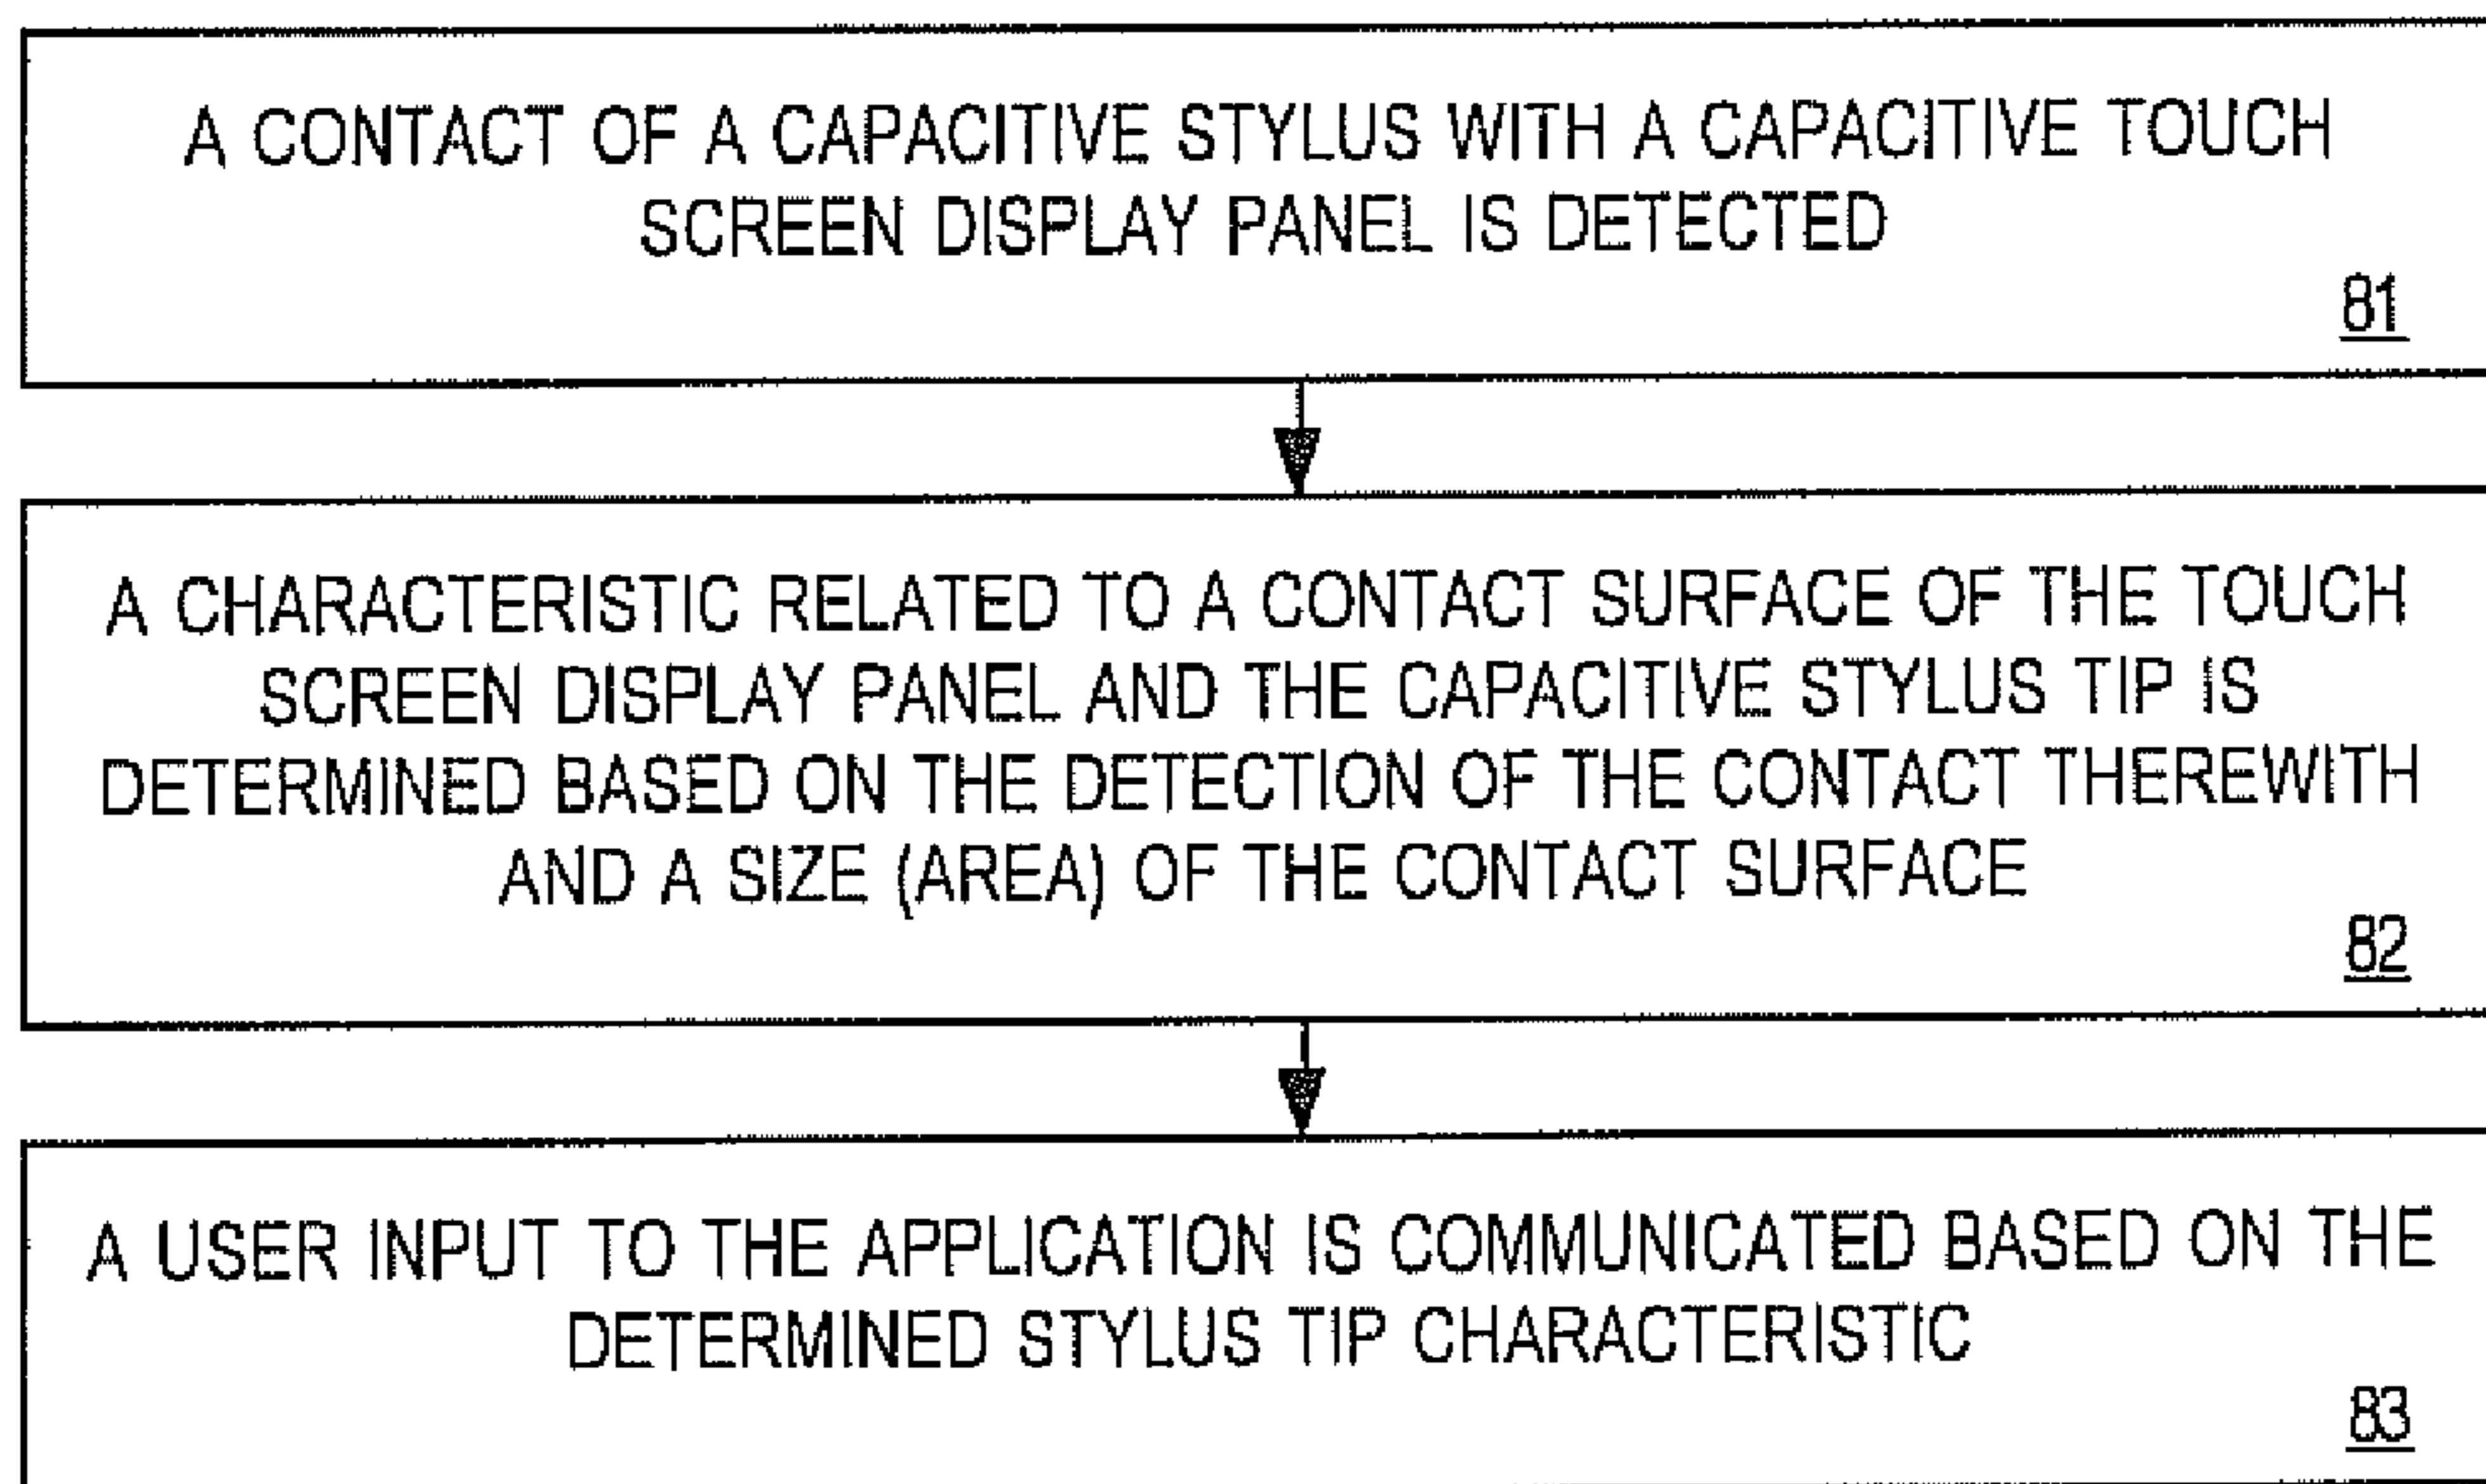 A CONTACT OF A CAPACITIVE STYLUS WITH A CAPACITIVE TOUCH
SCREEN DISPLAY PANEL IS DETECTED
81
A CHARACTERISTIC RELATED TO A CONTACT SURFACE OF THE TOUCH
SCREEN DISPLAY PANEL AND THE CAPACITIVE STYLUS TIP IS
DETERMINED BASED ON THE DETECTION OF THE CONTACT THEREWITH
AND A SIZE (AREA) OF THE CONTACT SURFACE
82
A USER INPUT TO THE APPLICATION IS COMMUNICATED BASED ON THE
DETERMINED STYLUS TIP CHARACTERISTIC
83